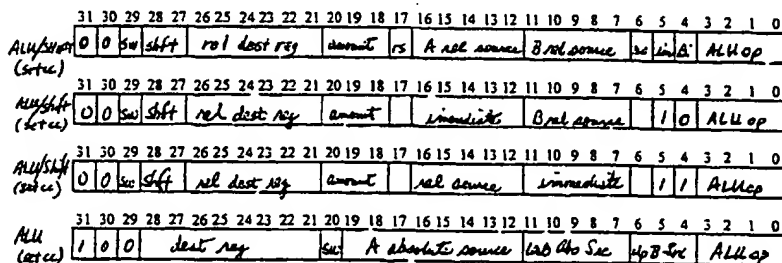 31 30 29 28 27 26 25 24 23 22 21 20 19 18 17 16 15 14 13 12 11 10 9 8 7 6 5 4 3 2 1 0
ALU/Shift (setcc) 0 0 sw shft rel dest reg amount rs A rel source B rel source sc im Bi ALU op
31 30 29 28 27 26 25 24 23 22 21 20 19 18 17 16 15 14 13 12 11 10 9 8 7 6 5 4 3 2 1 0
ALU/Shift (setcc) 0 0 sw shft rel dest reg amount immediate B rel source 1 0 ALU op
31 30 29 28 27 26 25 24 23 22 21 20 19 18 17 16 15 14 13 12 11 10 9 8 7 6 5 4 3 2 1 0
ALU/Shift (setcc) 0 0 sw shft rel dest reg amount rel source immediate 1 1 ALU op
31 30 29 28 27 26 25 24 23 22 21 20 19 18 17 16 15 14 13 12 11 10 9 8 7 6 5 4 3 2 1 0
ALU (setcc) 1 0 0 dest reg sw A absolute source Abs Src B Src ALU op